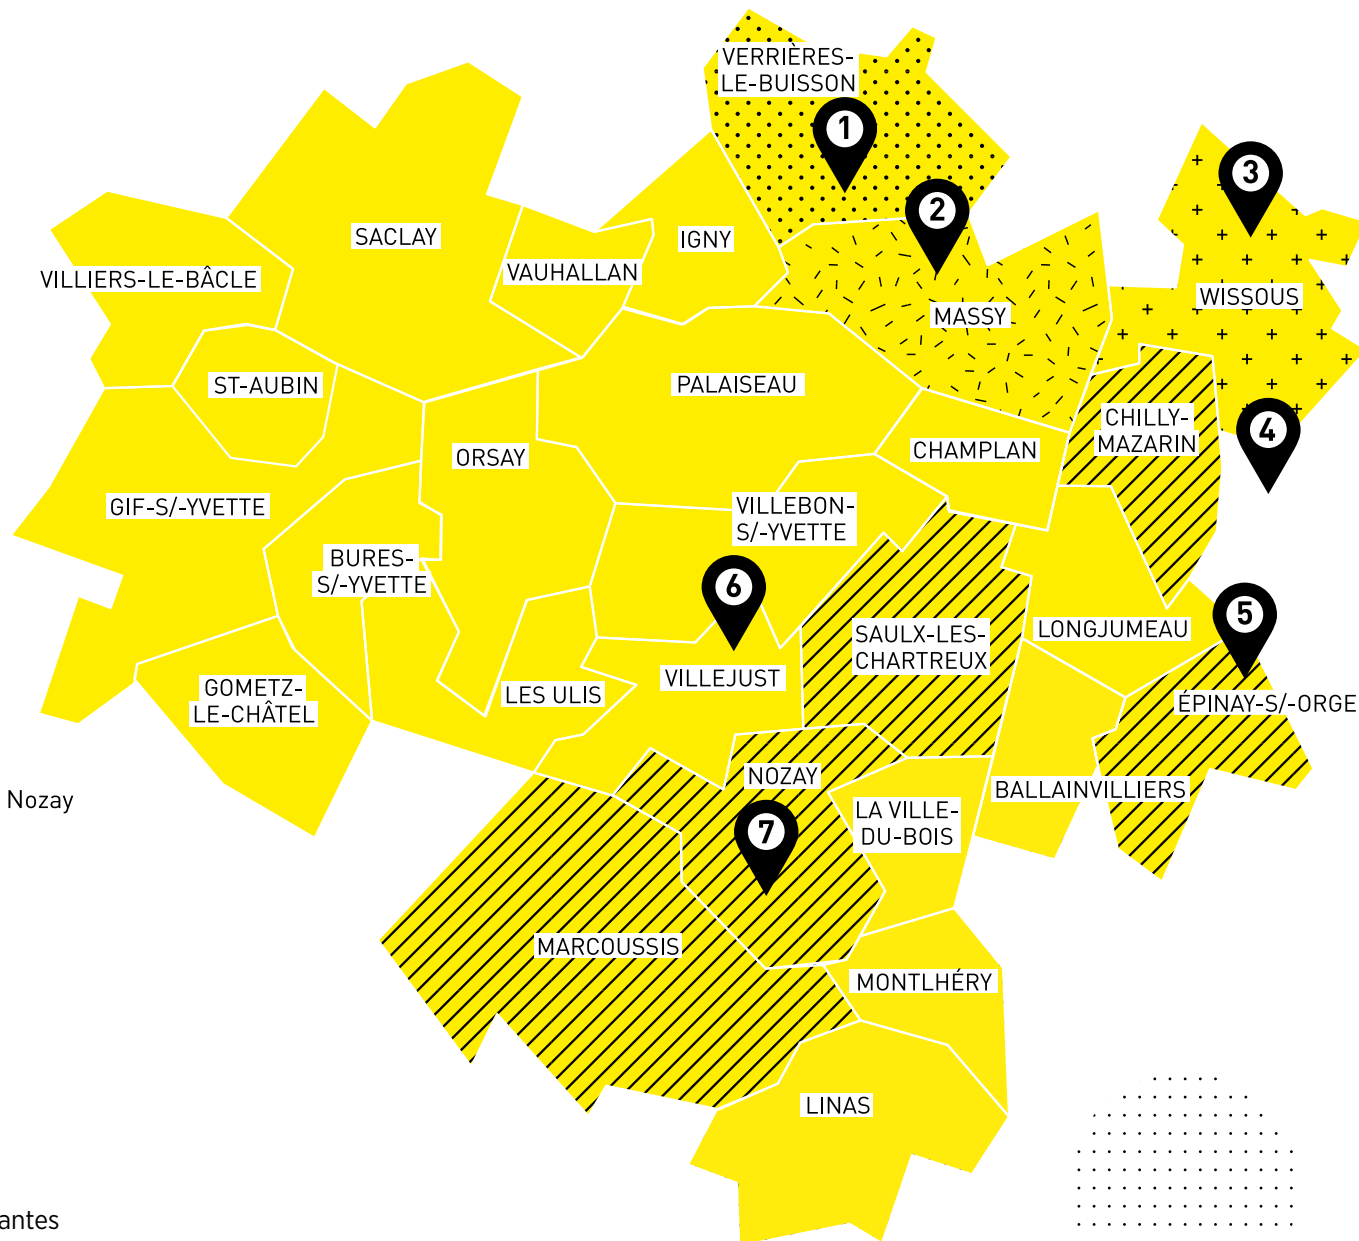 VERRIÈRES-
LE-BUISSON
1
3
2
SACLAY
IGNY
VAUHALLAN
VILLIERS-LE-BÂCLE
WISSOUS
MASSY
ST-AUBIN
PALAISEAU
CHILLY-
MAZARIN
4
CHAMPLAN
ORSAY
GIF-S/-YVETTE
VILLEBON-
S/-YVETTE
BURES-
S/-YVETTE
6
5
SAULX-LES-
CHARTREUX
LONGJUMEAU
VILLEJUST
GOMETZ-
LE-CHÂTEL
LES ULIS
ÉPINAY-S/-ORGE
NOZAY
BALLAINVILLIERS
Nozay
LA VILLE-
DU-BOIS
7
MARCOUSSIS
MONTLHÉRY
LINAS
antes